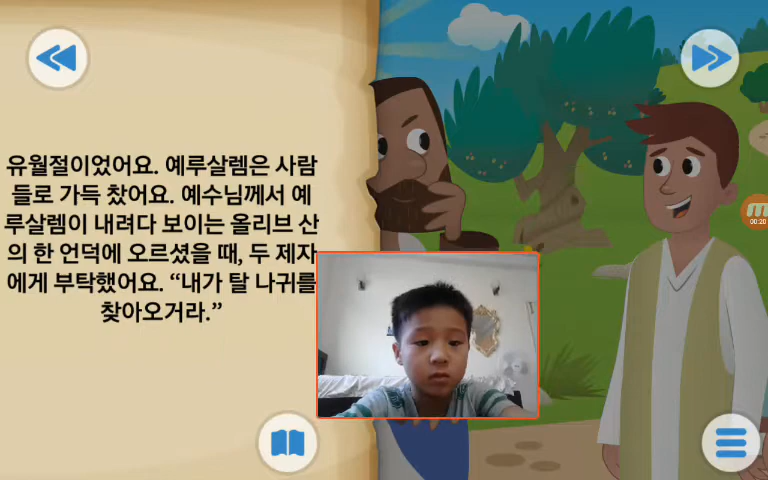 유월절이었어요. 예루살렘은 사람
들로 가득 찼어요. 예수님께서 예
루살렘이 내려다 보이는 올리브 산
의 한 언덕에 오르셨을 때, 두 제자
에게 부탁했어요. “내가 탈 나귀를
찾아오거라.”
00:20